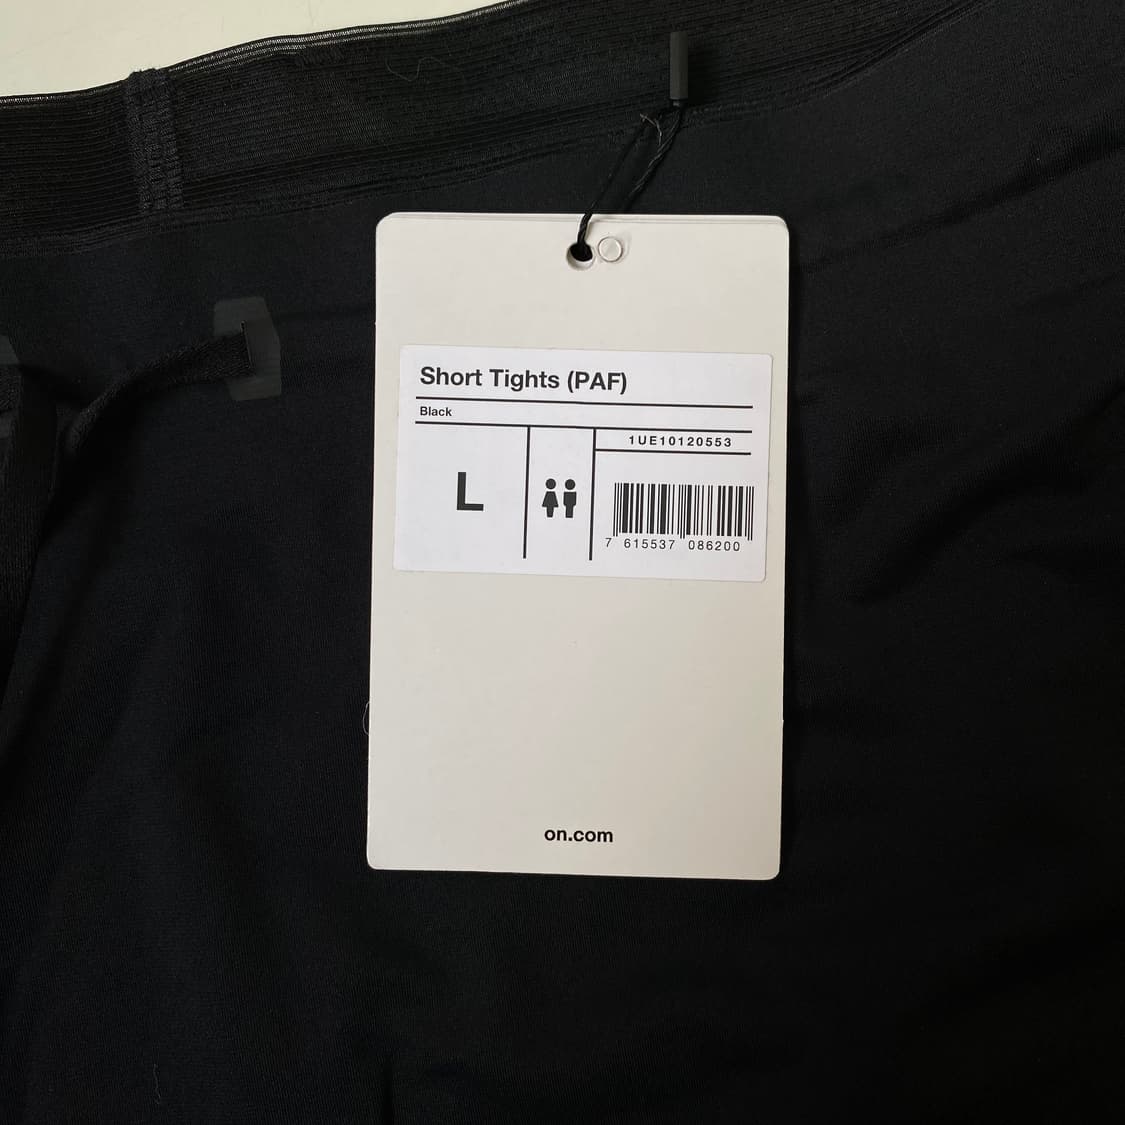 Short Tights (PAF)
Black
L
1UE10120553
7 615537 086200
on.com